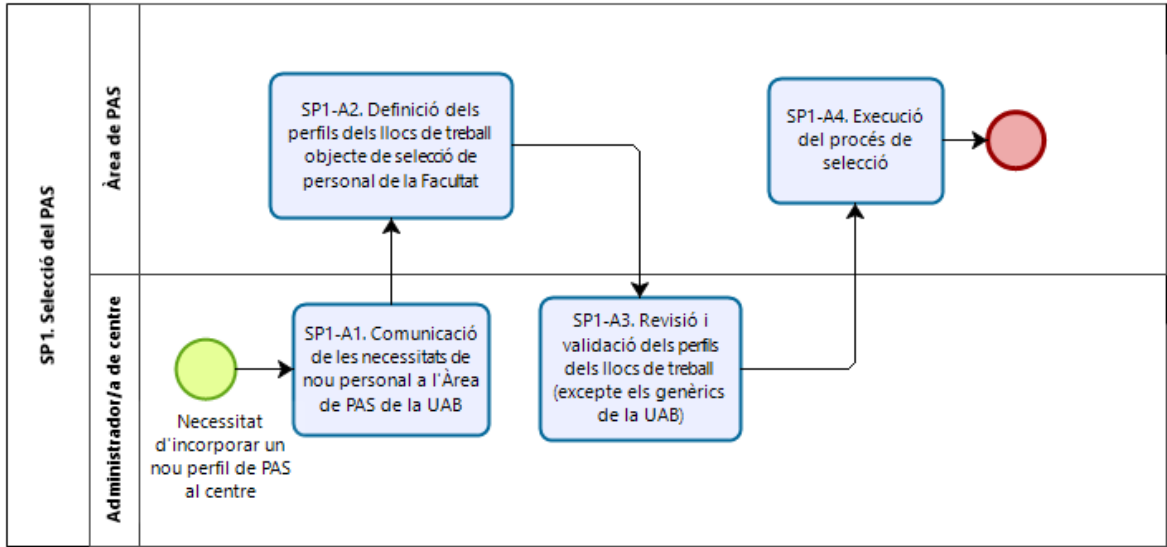 SP1. Selecció del PAS
Àrea de PAS
SP1-A2. Definició dels
perfils dels llocs de treball
objecte de selecció de
personal de la Facultat
SP1-A4. Execució
del procés de
selecció
Administrador/a de centre
Necessitat
d'incorporar un
nou perfil de PAS
al centre
SP1-A1. Comunicació
de les necessitats de
nou personal a l'Àrea
de PAS de la UAB
SP1-A3. Revisió i
validació dels perfils
dels llocs de treball
(excepte els genèrics
de la UAB)